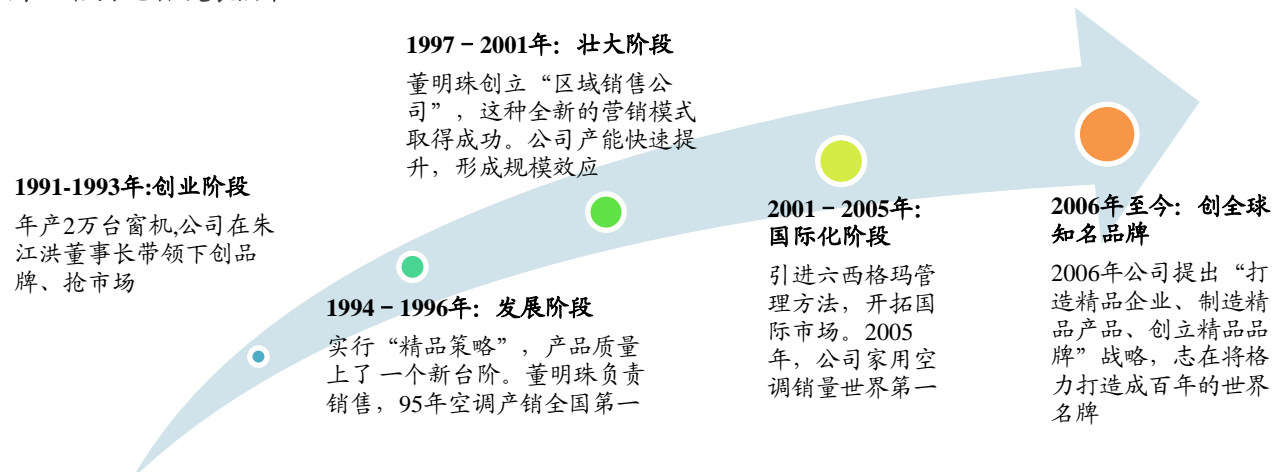 1997－2001年：壮大阶段
董明珠创立“区域销售公
司”，这种全新的营销模式
取得成功。公司产能快速提
升，形成规模效应
1991-1993年:创业阶段
年产2万台窗机,公司在朱
江洪董事长带领下创品
牌、抢市场
1994－1996年：发展阶段
实行“精品策略”，产品质量
上了一个新台阶。董明珠负责
销售，95年空调产销全国第一
2001－2005年：
国际化阶段
引进六西格玛管
理方法，开拓国
际市场。2005
年，公司家用空
调销量世界第一
2006年至今：创全球
知名品牌
2006年公司提出“打
造精品企业、制造精
品产品、创立精品品
牌”战略，志在将格
力打造成百年的世界
名牌